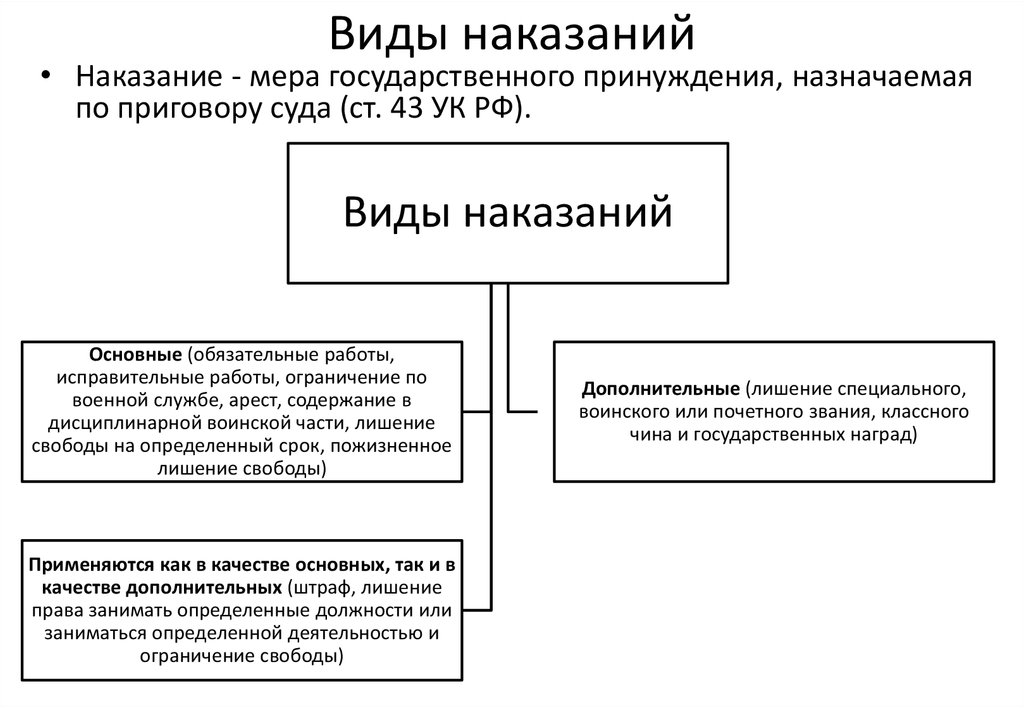 Виды наказаний
• Наказание - мера государственного принуждения, назначаемая
по приговору суда (ст. 43 УК РФ).
Виды наказаний
Основные (обязательные работы,
исправительные работы, ограничение по
военной службе, арест, содержание в
дисциплинарной воинской части, лишение
свободы на определенный срок, пожизненное
лишение свободы)
Дополнительные (лишение специального,
воинского или почетного звания, классного
чина и государственных наград)
Применяются как в качестве основных, так и в
качестве дополнительных (штраф, лишение
права занимать определенные должности или
заниматься определенной деятельностью и
ограничение свободы)